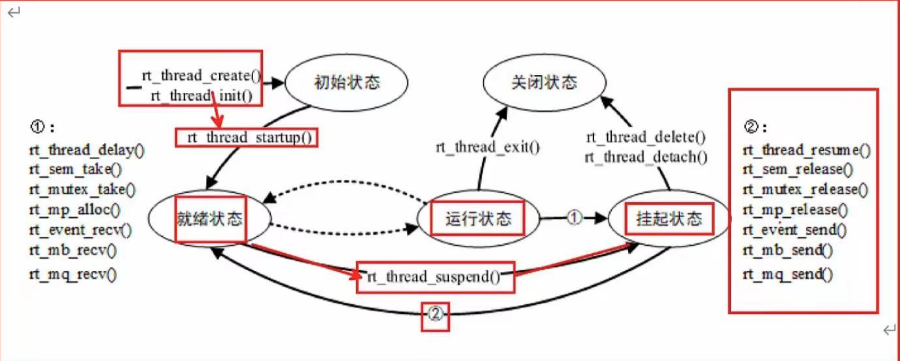 rt_thread_create()
rt_thread_init()
初始状态
关闭状态
①：
rt_thread_delay()
rt_sem_take()
rt_mutex_take()
rt_mp_alloc()
rt_event_recv()
rt_mb_recv()
rt_mq_recv()
rt_thread_startup()
rt_thread_exit()
rt_thread_delete()
rt_thread_detach()
就绪状态
运行状态
①
挂起状态
rt_thread_suspend()
②
②：
rt_thread_resume()
rt_sem_release()
rt_mutex_release()
rt_mp_release()
rt_event_send()
rt_mb_send()
rt_mq_send()